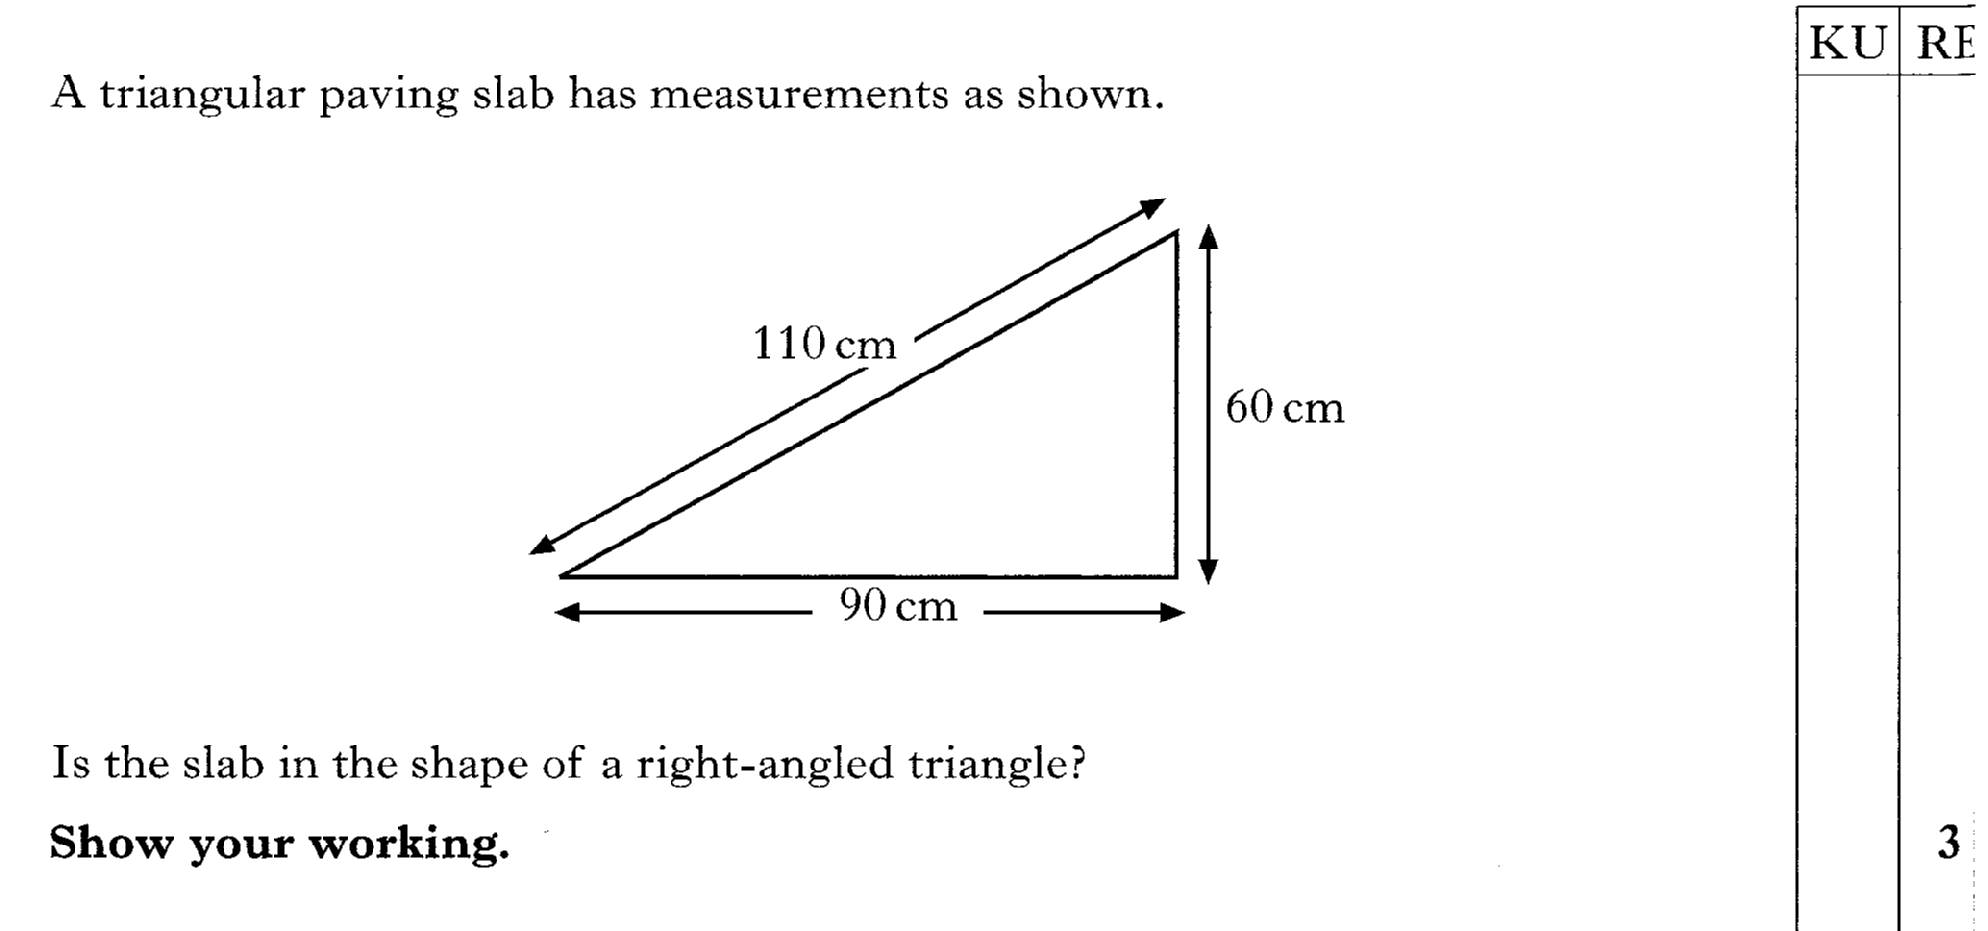 KU RE
A triangular paving slab has measurements as shown.
110 cm
60 cm
90 cm
Is the slab in the shape of a right-angled triangle?
Show your working.
3